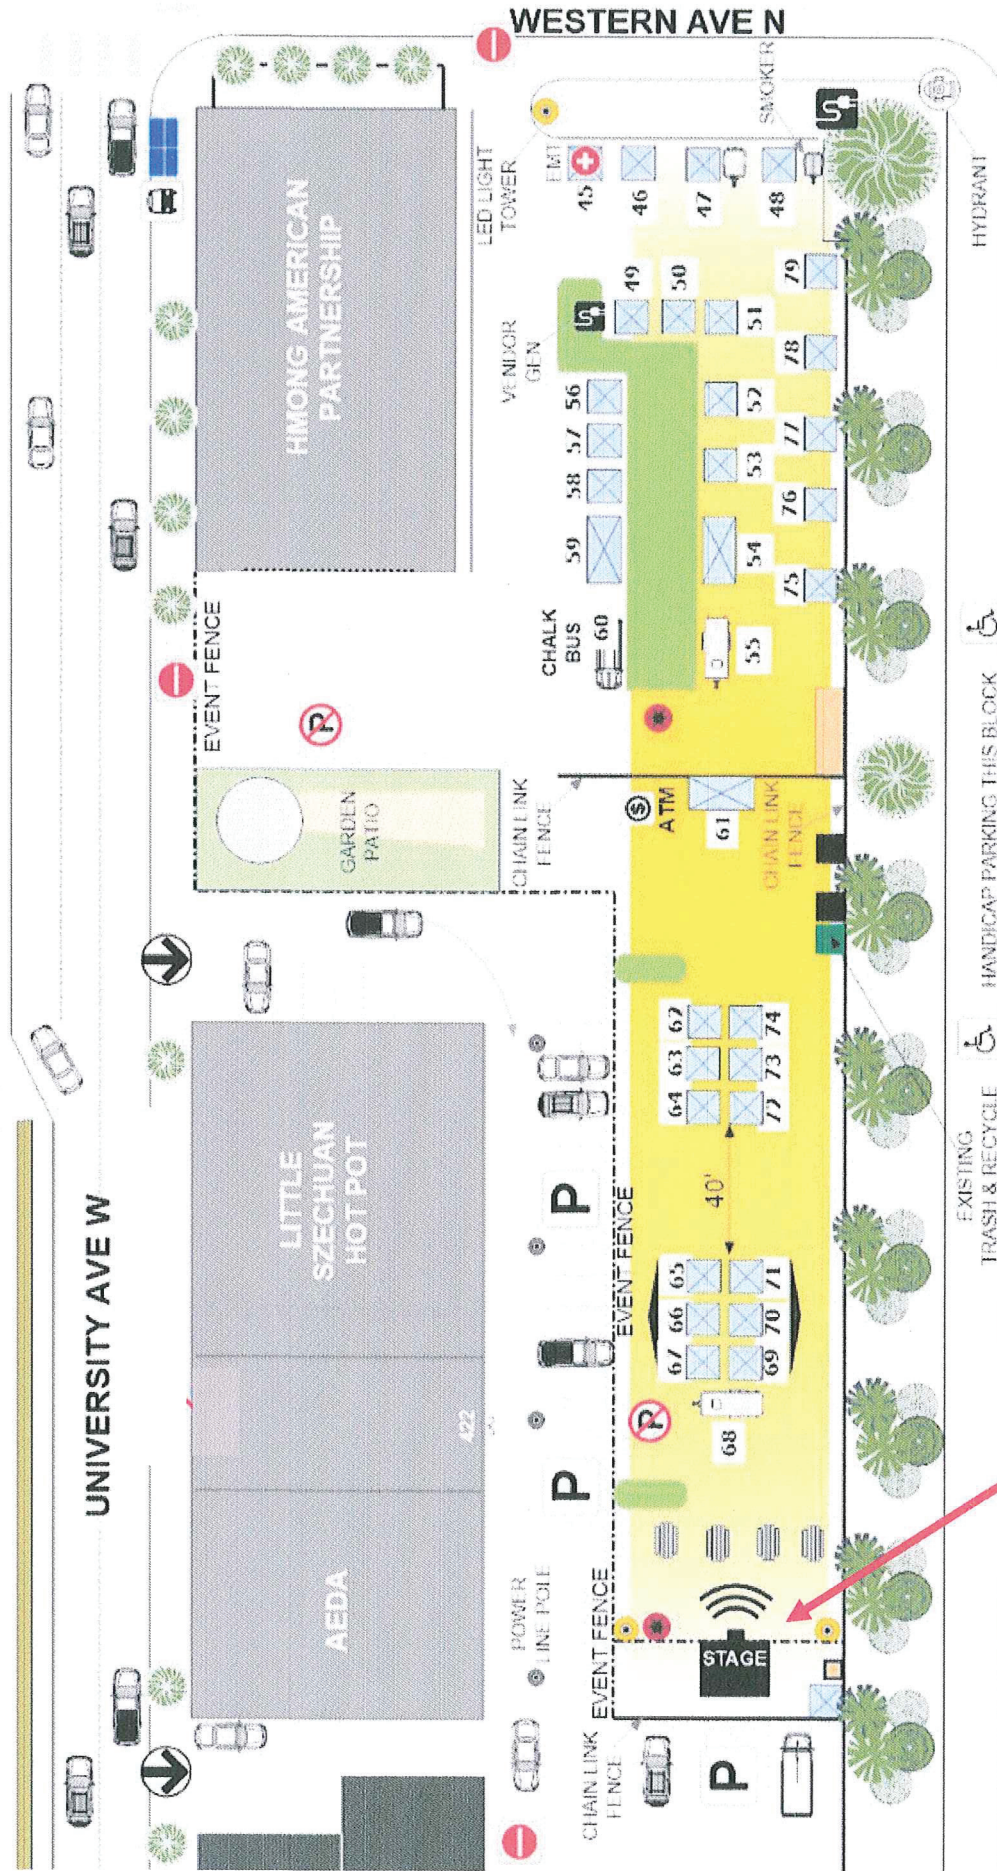 WESTERN AVE N
SMOKER
HYDRANT
LED LIGHT
TOWER
EMT
45
46
47
48
HMONG AMERICAN
PARTNERSHIP
VENDOR
GEN
49
50
51
79
78
56
57
58
59
52
53
54
77
76
75
EVENT FENCE
CHALK
BUS
60
55
P
GARDEN
PATIO
CHAIN LINK
FENCE
$
ATM
61
CHAIN LINK
FENCE
HANDICAP PARKING THIS BLOCK
EXISTING
TRASH & RECYCLE
UNIVERSITY AVE W
LITTLE
SZECHUAN
HOT POT
62
63
64
74
73
72
40'
P
EVENT FENCE
65
66
67
71
70
69
68
P
422
P
AEDA
POWER
LINE POLE
EVENT FENCE
STAGE
CHAIN LINK
FENCE
P